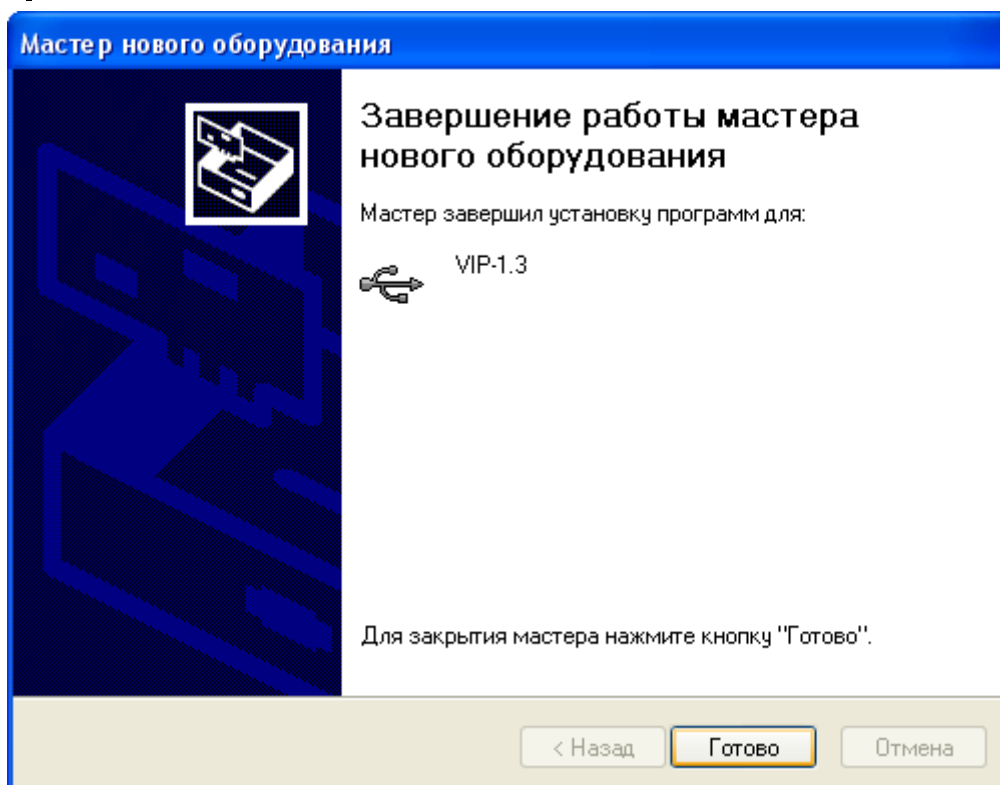 Мастер нового оборудования
Завершение работы мастера
нового оборудования
Мастер завершил установку программ для:
VIP-1.3
Для закрытия мастера нажмите кнопку "Готово".
< Назад
Готово
Отмена